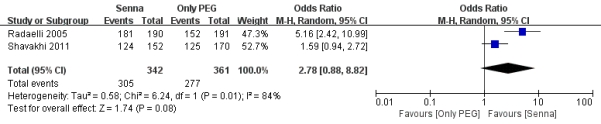 Senna Only PEG Odds Ratio Odds Ratio
Study or Subgroup Events Total Events Total Weight M-H, Random, 95% CI M-H, Random, 95% CI
Radaelli 2005 181 190 152 191 47.3% 5.16 [2.42, 10.99]
Shavakhi 2011 124 152 125 170 52.7% 1.59 [0.94, 2.72]
Total (95% CI) 342 361 100.0% 2.78 [0.88, 8.82]
Total events 305 277
Heterogeneity: Tau² = 0.58; Chi² = 6.24, df = 1 (P = 0.01); I² = 84%
Test for overall effect: Z = 1.74 (P = 0.08)
0.01 0.1 1 10 100
Favours [Only PEG] Favours [Senna]